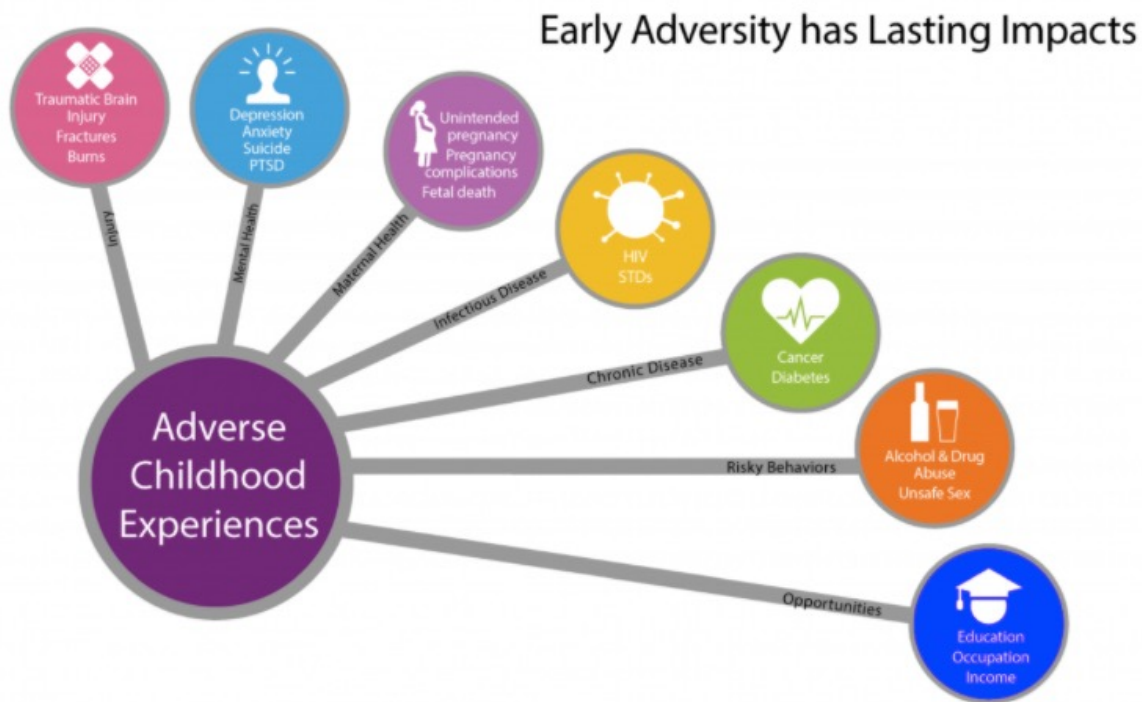 Early Adversity has Lasting Impacts
Traumatic Brain
Injury
Fractures
Burns
Depression
Anxiety
Suicide
PTSD
Unintended
pregnancy
Pregnancy
complications
Fetal death
HIV
STDs
Cancer
Diabetes
Alcohol & Drug
Abuse
Unsafe Sex
Education
Occupation
Income
Injury
Mental Health
Maternal Health
Infectious Disease
Chronic Disease
Risky Behaviors
Opportunities
Adverse
Childhood
Experiences